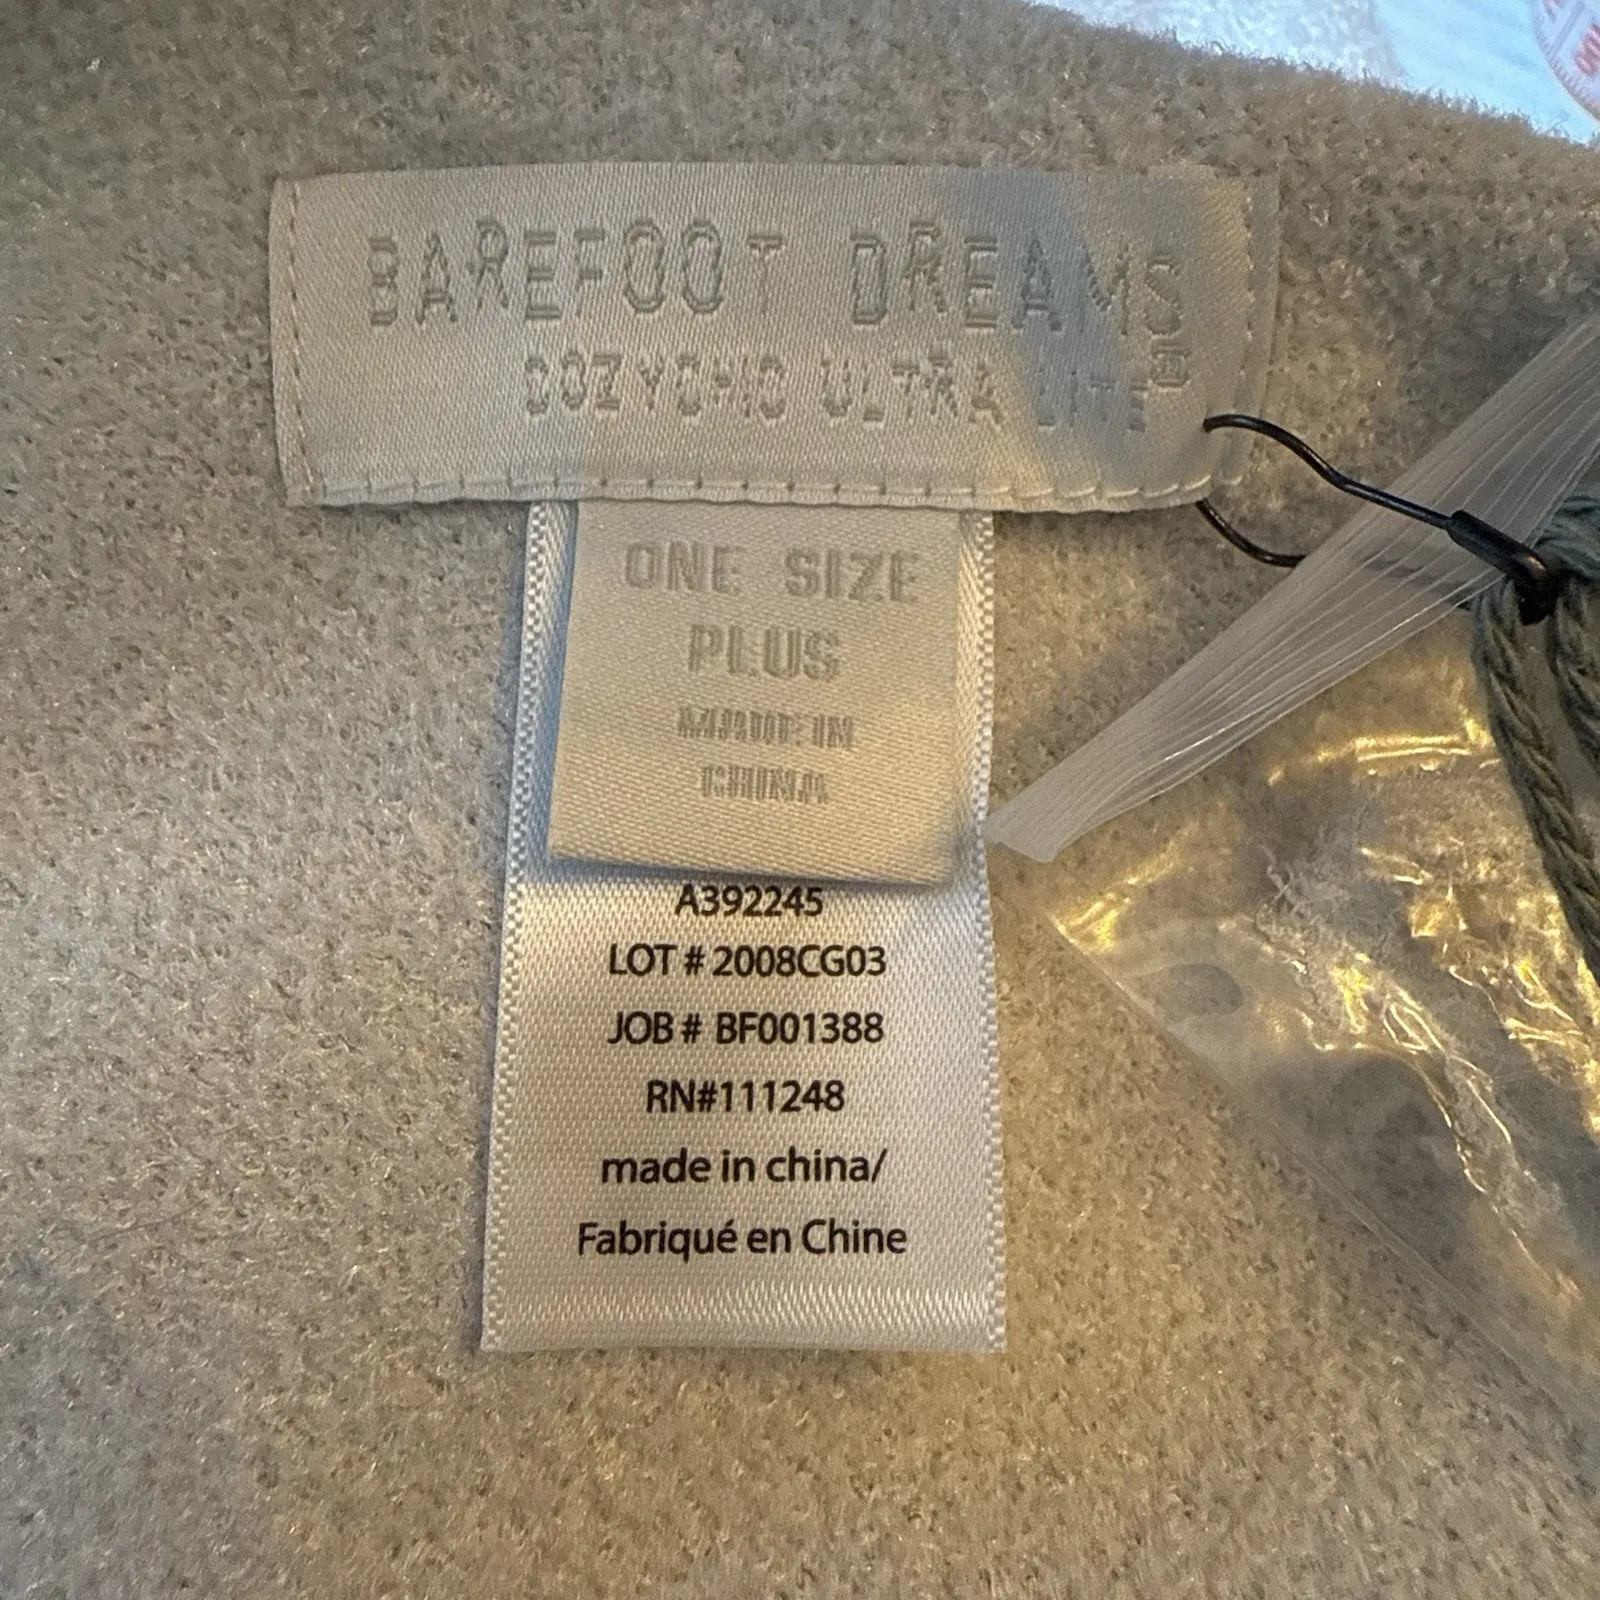 BAREFOOT DREAMS
COZYCHIC ULTRA LITE®
ONE SIZE
PLUS
MADE IN
CHINA
A392245
LOT # 2008CG03
JOB # BF001388
RN#111248
made in china/
Fabriqué en Chine